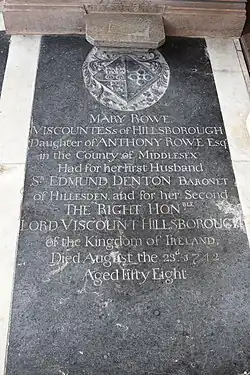 MARY ROWE
VISCOUNTESS of HILLSBOROUGH
Daughter of ANTHONY ROWE Esqr
in the County of MIDDLESEX
Had for her first Husband
Sr. EDMUND DENTON BARONET
of HILLESDEN, and for her Second
THE RIGHT HONBLE
LORD VISCOUNT HILLSBOROUGH
of the Kingdom of IRELAND.
Died August the 23d. 1742
Aged fifty Eight